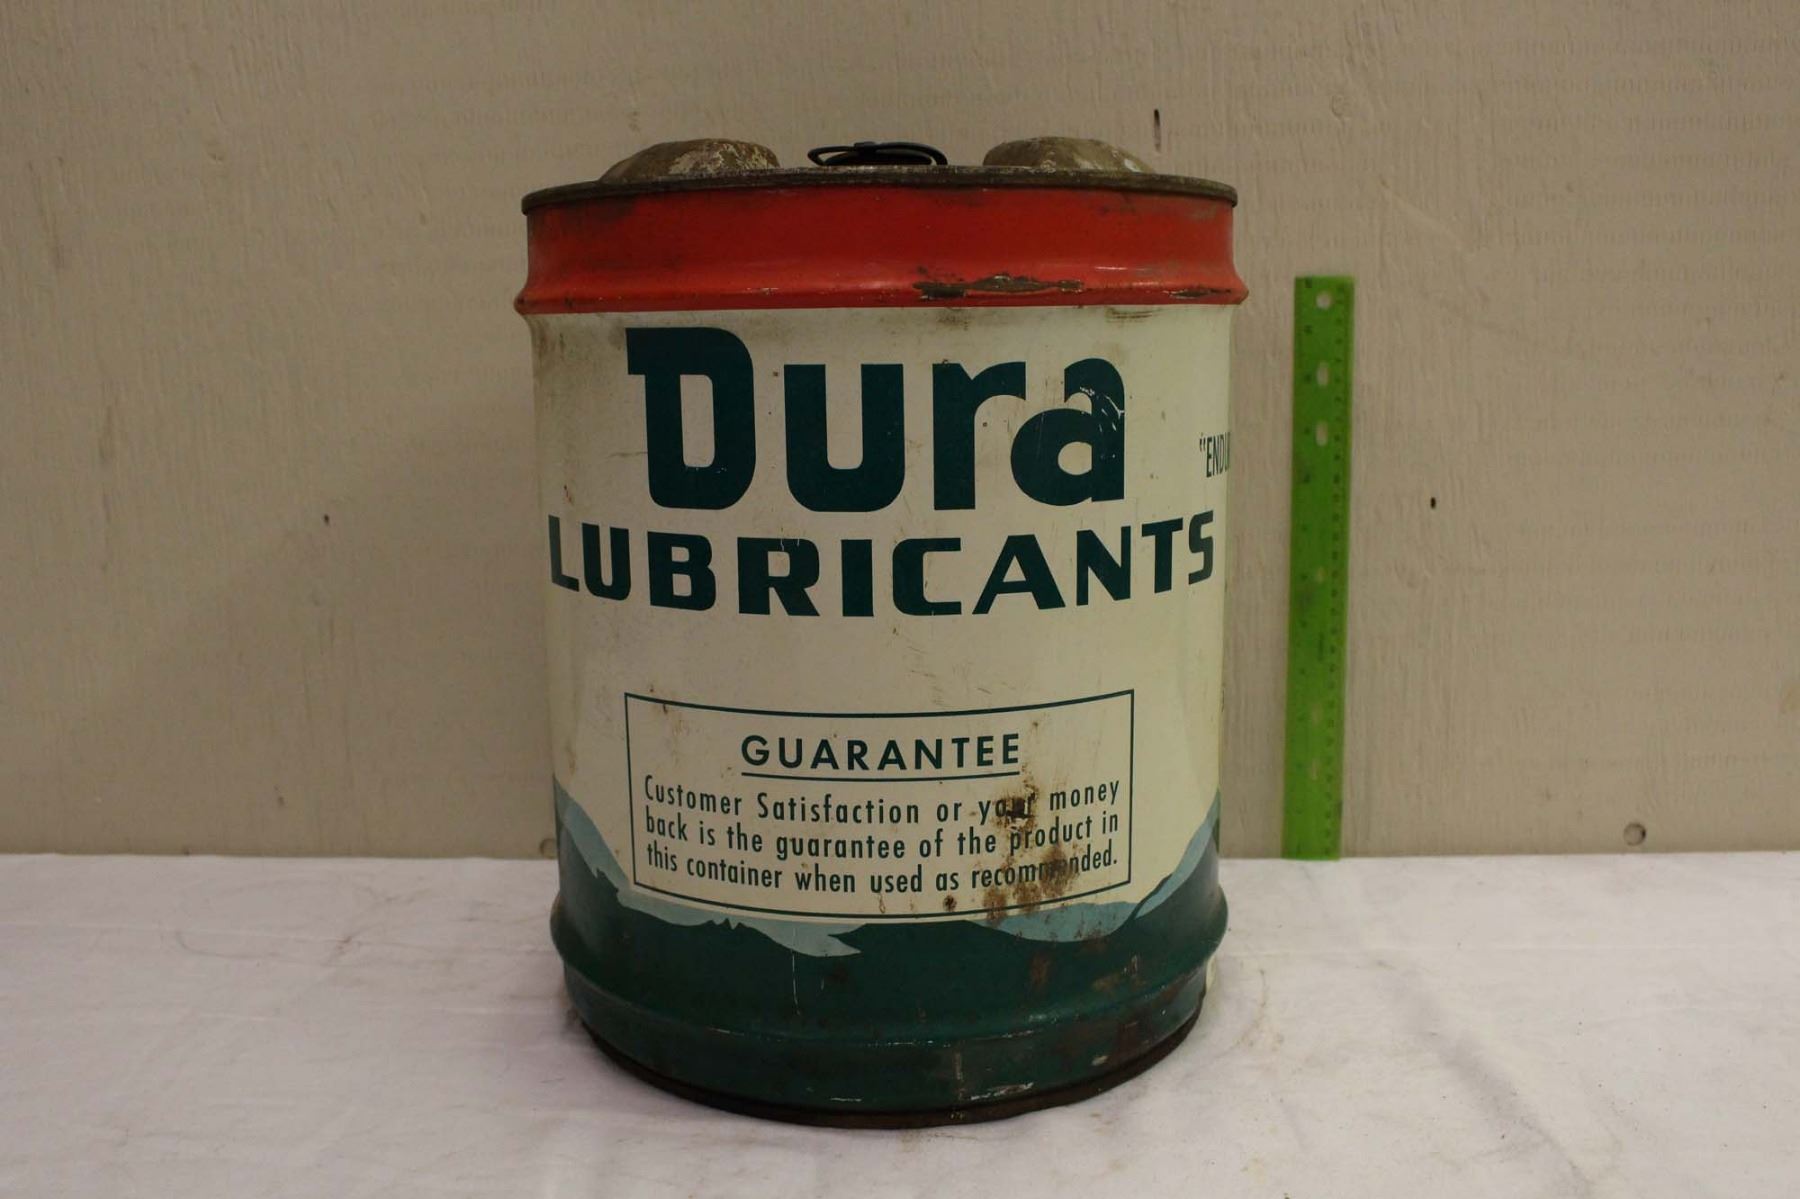 Dura
LUBRICANTS
GUARANTEE
Customer Satisfaction or your money
back is the guarantee of the product in
this container when used as recommended.